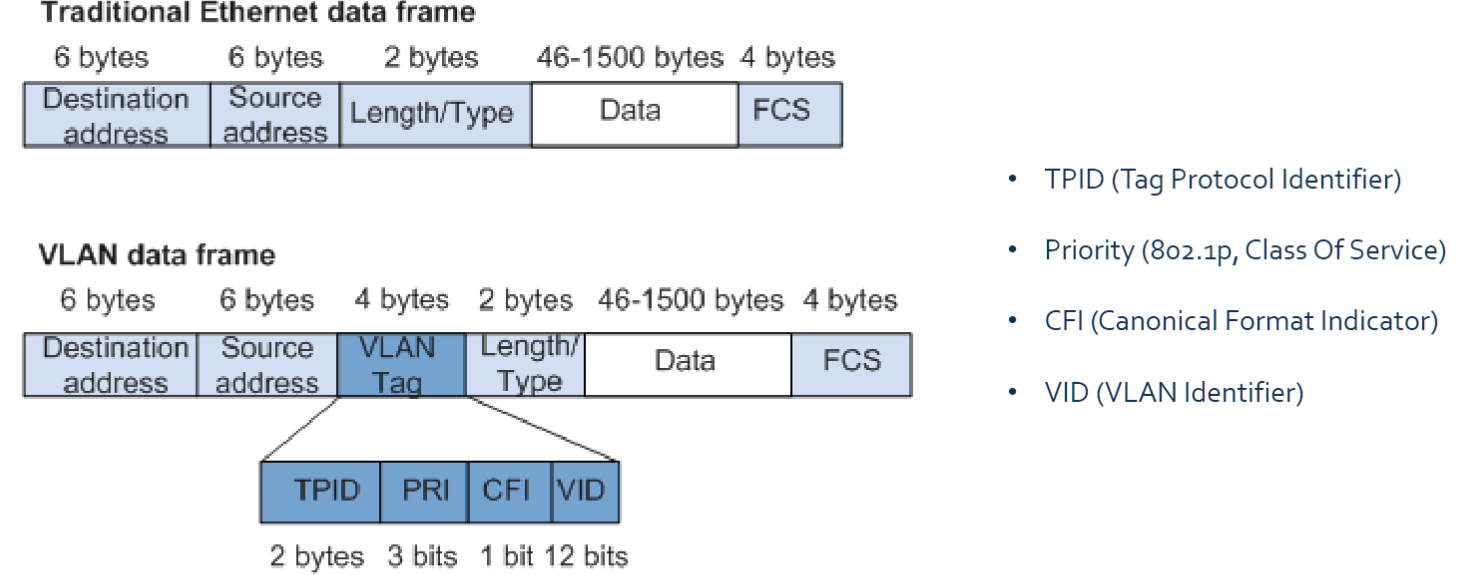 Traditional Ethernet data frame
6 bytes 6 bytes 2 bytes 46-1500 bytes 4 bytes
Destination address Source address Length/Type Data FCS
VLAN data frame
6 bytes 6 bytes 4 bytes 2 bytes 46-1500 bytes 4 bytes
Destination address Source address VLAN Tag Length/ Type Data FCS
TPID PRI CFI VID
2 bytes 3 bits 1 bit 12 bits
• TPID (Tag Protocol Identifier)
• Priority (802.1p, Class Of Service)
• CFI (Canonical Format Indicator)
• VID (VLAN Identifier)